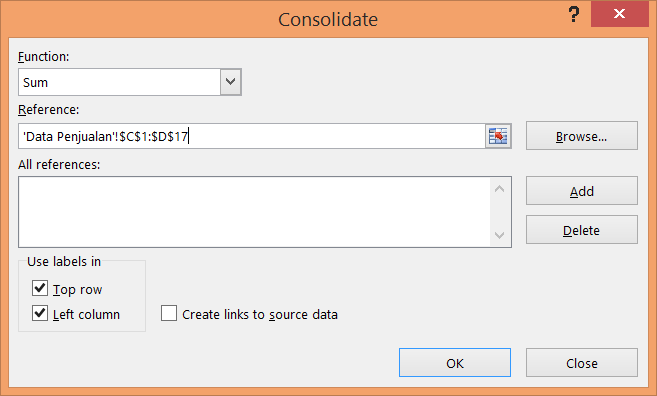 Consolidate
?
Function:
Sum
Reference:
'Data Penjualan'!$C$1:$D$17
Browse...
All references:
Add
Delete
Use labels in
Top row
Left column
Create links to source data
OK
Close